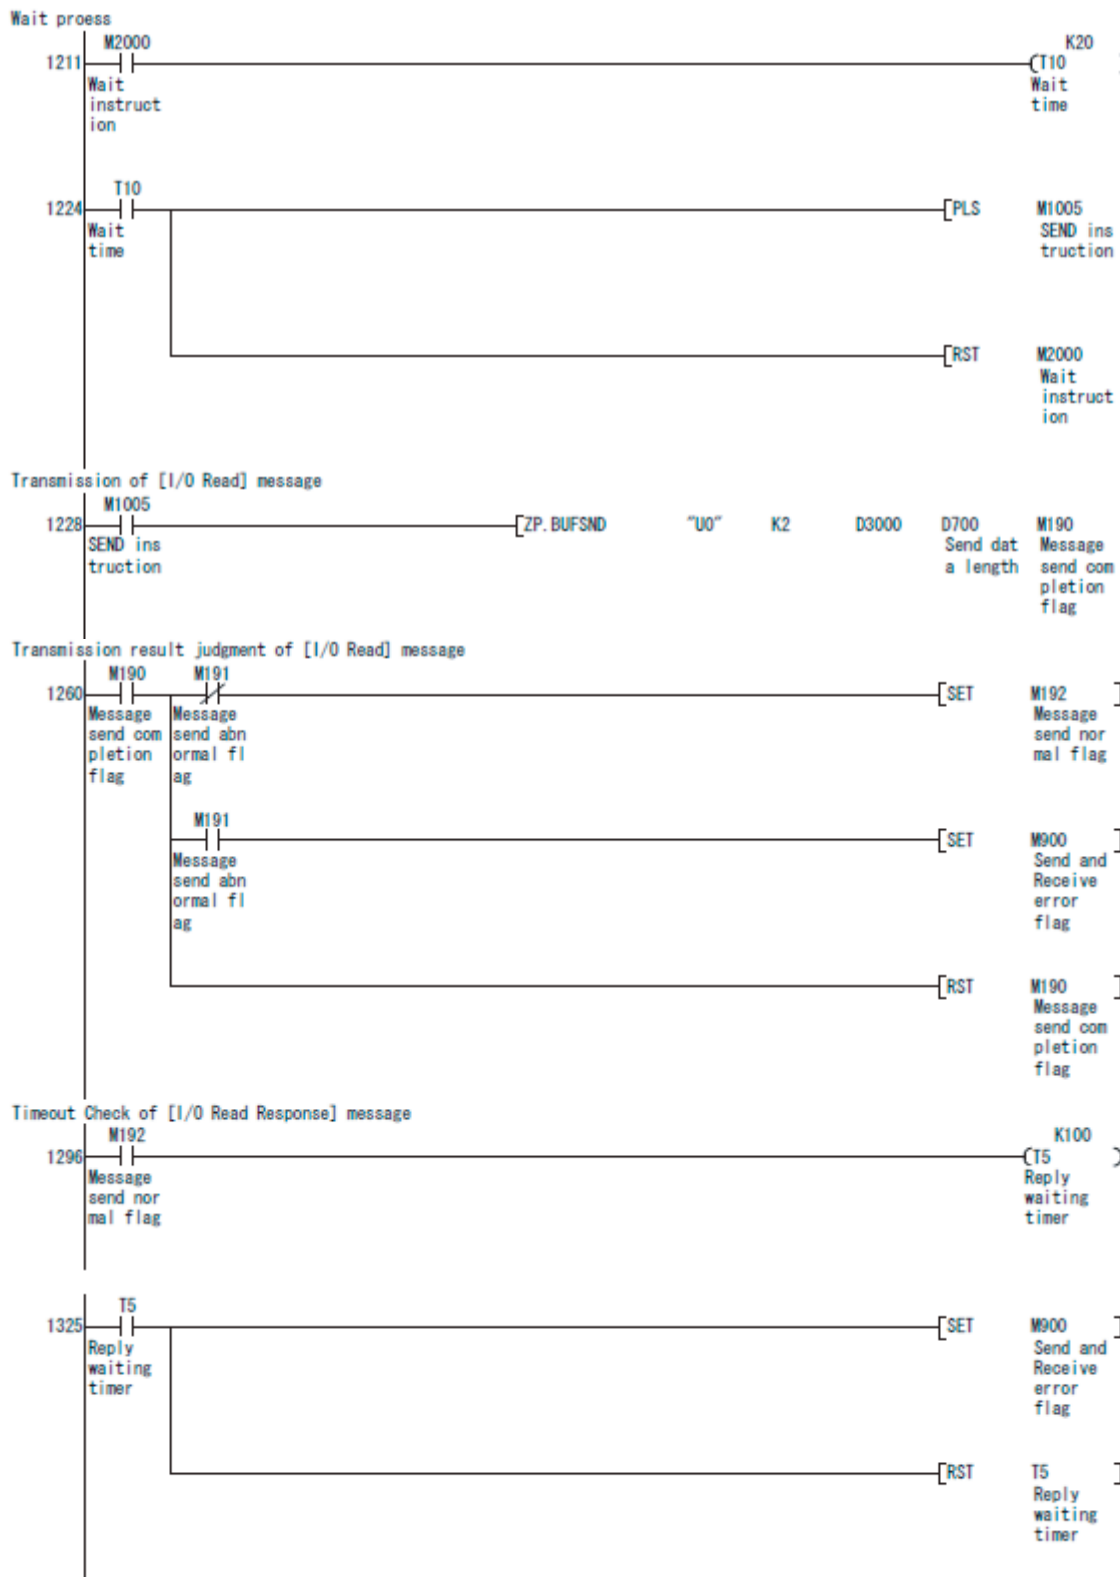 Wait proess
M2000 K20
1211 (T10 )
Wait Wait
instruct time
ion
T10
1224 [PLS M1005
Wait SEND ins
time truction
[RST M2000
Wait
instruct
ion
Transmission of [I/O Read] message
M1005
1228 [ZP.BUFSND "U0" K2 D3000 D700 M190
SEND ins Send dat Message
truction a length send com
pletion
flag
Transmission result judgment of [I/O Read] message
M190 M191
1260 [SET M192 ]
Message Message Message
send com send abn send nor
pletion ormal fl mal flag
flag ag
M191
[SET M900 ]
Message Send and
send abn Receive
ormal fl error
ag flag
[RST M190 ]
Message
send com
pletion
flag
Timeout Check of [I/O Read Response] message
M192 K100
1296 (T5 )
Message Reply
send nor waiting
mal flag timer
T5
1325 [SET M900 ]
Reply Send and
waiting Receive
timer error
flag
[RST T5 ]
Reply
waiting
timer